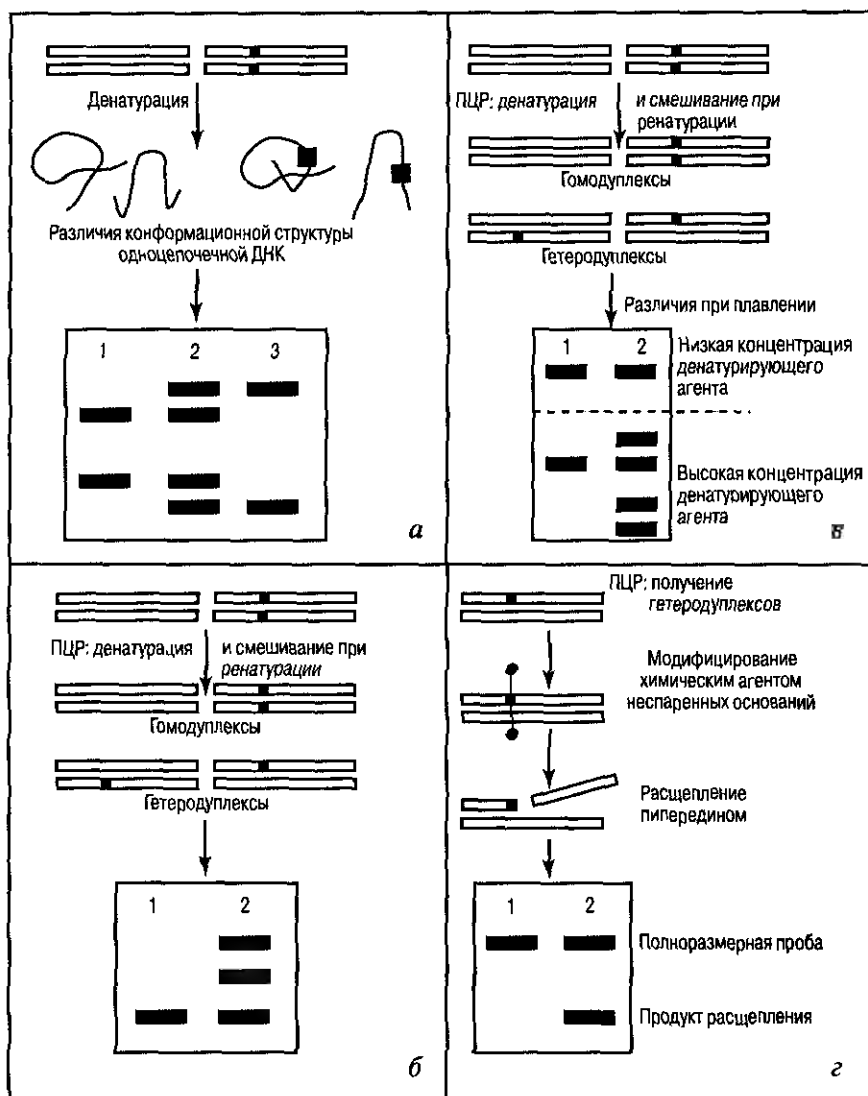 Денатурация
Различия конформационной структуры
одноцепочечной ДНК
1 2 3
а
ПЦР: денатурация и смешивание при
ренатурации
Гомодуплексы
Гетеродуплексы
Различия при плавлении
1 2
Низкая концентрация
денатурирующего
агента
Высокая концентрация
денатурирующего
агента
в
ПЦР: денатурация и смешивание при
ренатурации
Гомодуплексы
Гетеродуплексы
1 2
б
ПЦР: получение
гетеродуплексов
Модифицирование
химическим агентом
неспаренных оснований
Расщепление
пипередином
1 2
Полноразмерная проба
Продукт расщепления
г